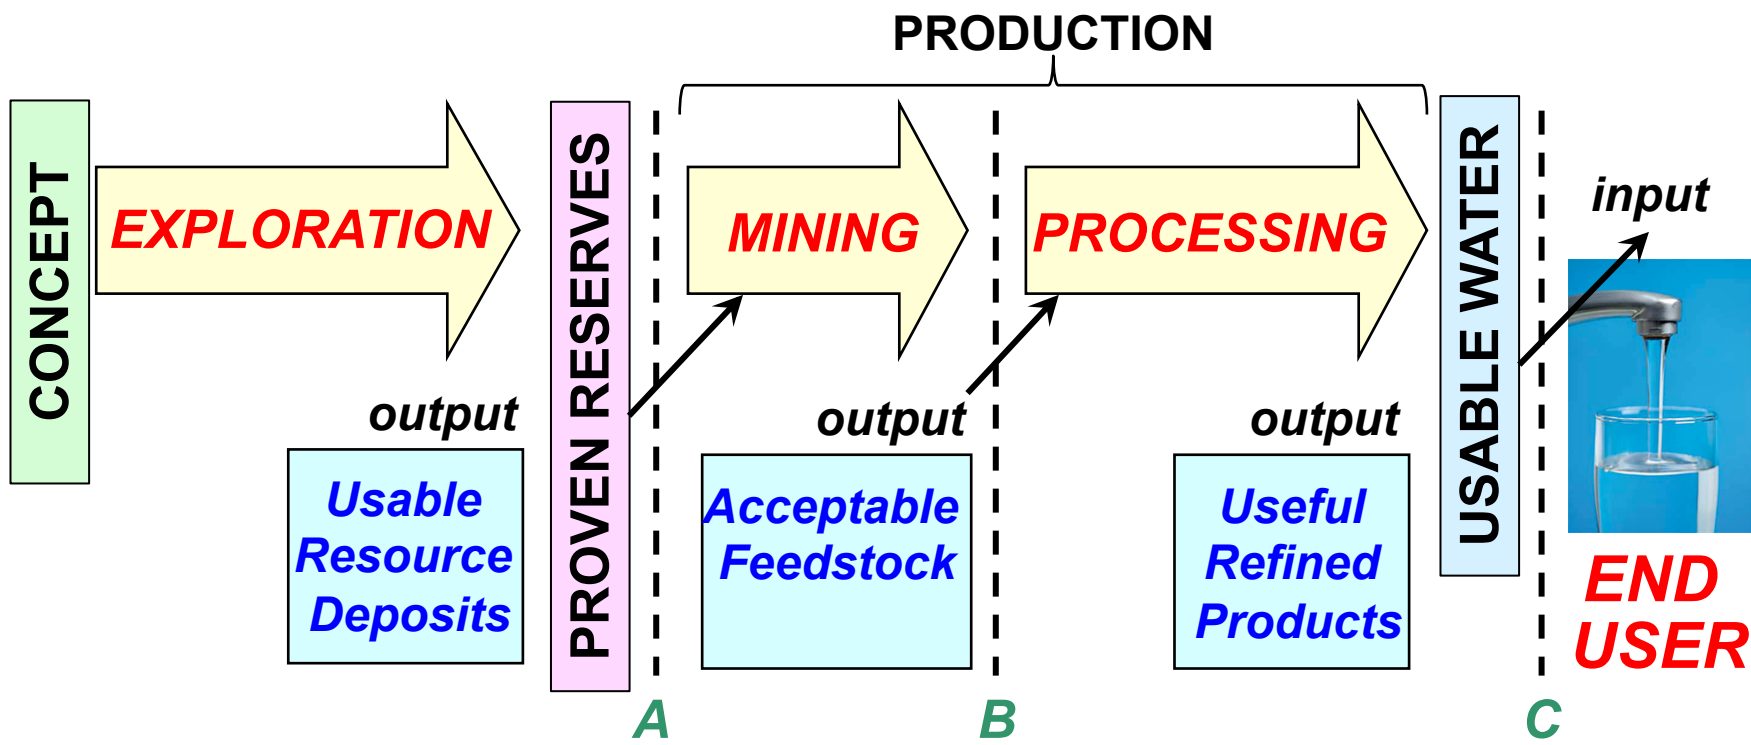 PRODUCTION
CONCEPT
EXPLORATION
output
Usable
Resource
Deposits
PROVEN RESERVES
A
MINING
output
Acceptable
Feedstock
B
PROCESSING
output
Useful
Refined
Products
USABLE WATER
C
input
END
USER